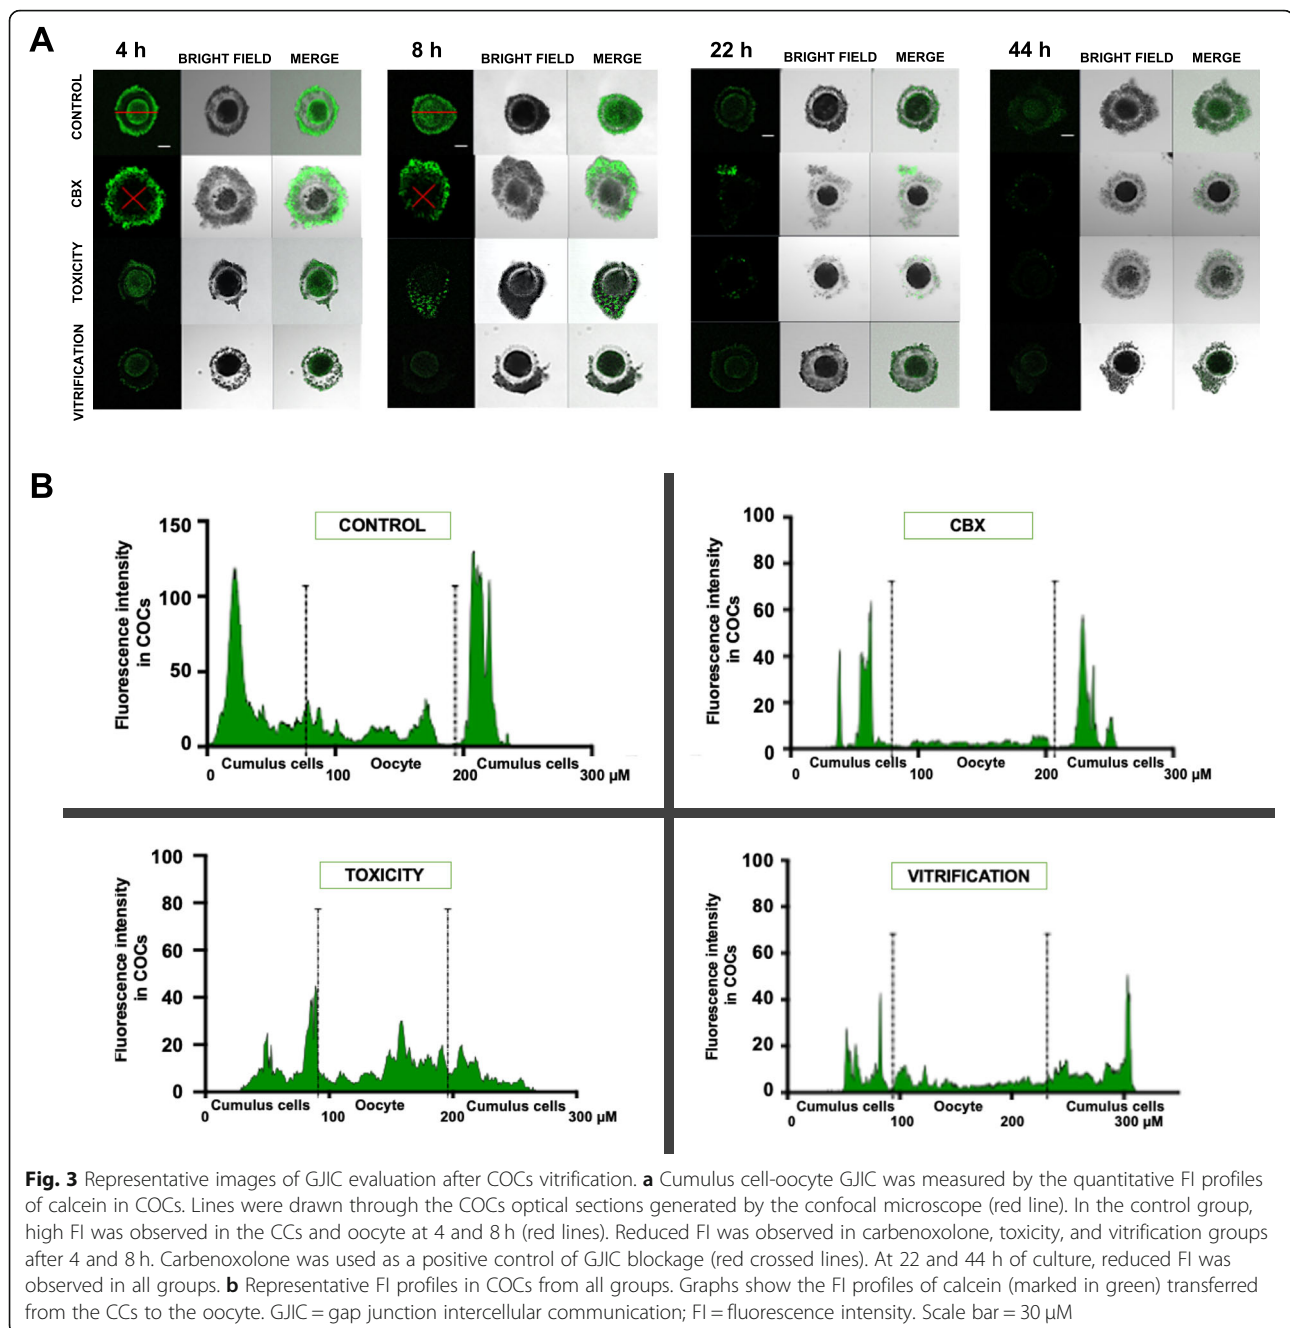 A
4 h BRIGHT FIELD MERGE
8 h BRIGHT FIELD MERGE
22 h BRIGHT FIELD MERGE
44 h BRIGHT FIELD MERGE
CONTROL
CBX
TOXICITY
VITRIFICATION
B
CONTROL
Fluorescence intensity
in COCs
150
100
50
0
0 Cumulus cells 100 Oocyte 200 Cumulus cells 300 µM
CBX
Fluorescence intensity
in COCs
100
80
60
40
20
0
0 Cumulus cells 100 Oocyte 200 Cumulus cells 300 µM
TOXICITY
Fluorescence intensity
in COCs
100
80
60
40
20
0
0 Cumulus cells 100 Oocyte 200 Cumulus cells 300 µM
VITRIFICATION
Fluorescence intensity
in COCs
100
80
60
40
20
0
Cumulus cells Oocyte Cumulus cells
0 100 200 300 µM
Fig. 3 Representative images of GJIC evaluation after COCs vitrification. a Cumulus cell-oocyte GJIC was measured by the quantitative FI profiles
of calcein in COCs. Lines were drawn through the COCs optical sections generated by the confocal microscope (red line). In the control group,
high FI was observed in the CCs and oocyte at 4 and 8 h (red lines). Reduced FI was observed in carbenoxolone, toxicity, and vitrification groups
after 4 and 8 h. Carbenoxolone was used as a positive control of GJIC blockage (red crossed lines). At 22 and 44 h of culture, reduced FI was
observed in all groups. b Representative FI profiles in COCs from all groups. Graphs show the FI profiles of calcein (marked in green) transferred
from the CCs to the oocyte. GJIC = gap junction intercellular communication; FI = fluorescence intensity. Scale bar = 30 µM